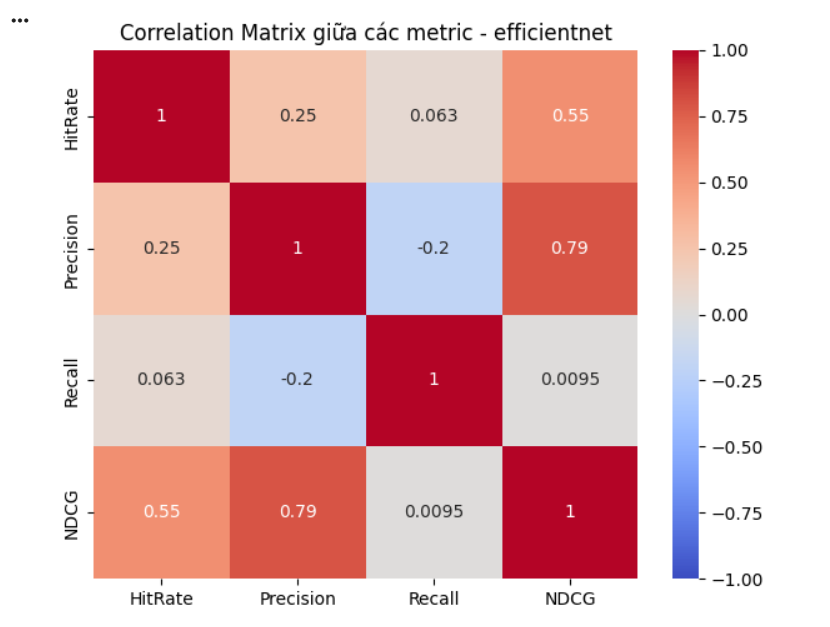 ...
Correlation Matrix giữa các metric - efficientnet
HitRate 1 0.25 0.063 0.55
Precision 0.25 1 -0.2 0.79
Recall 0.063 -0.2 1 0.0095
NDCG 0.55 0.79 0.0095 1
HitRate Precision Recall NDCG
1.00
0.75
0.50
0.25
0.00
−0.25
−0.50
−0.75
−1.00